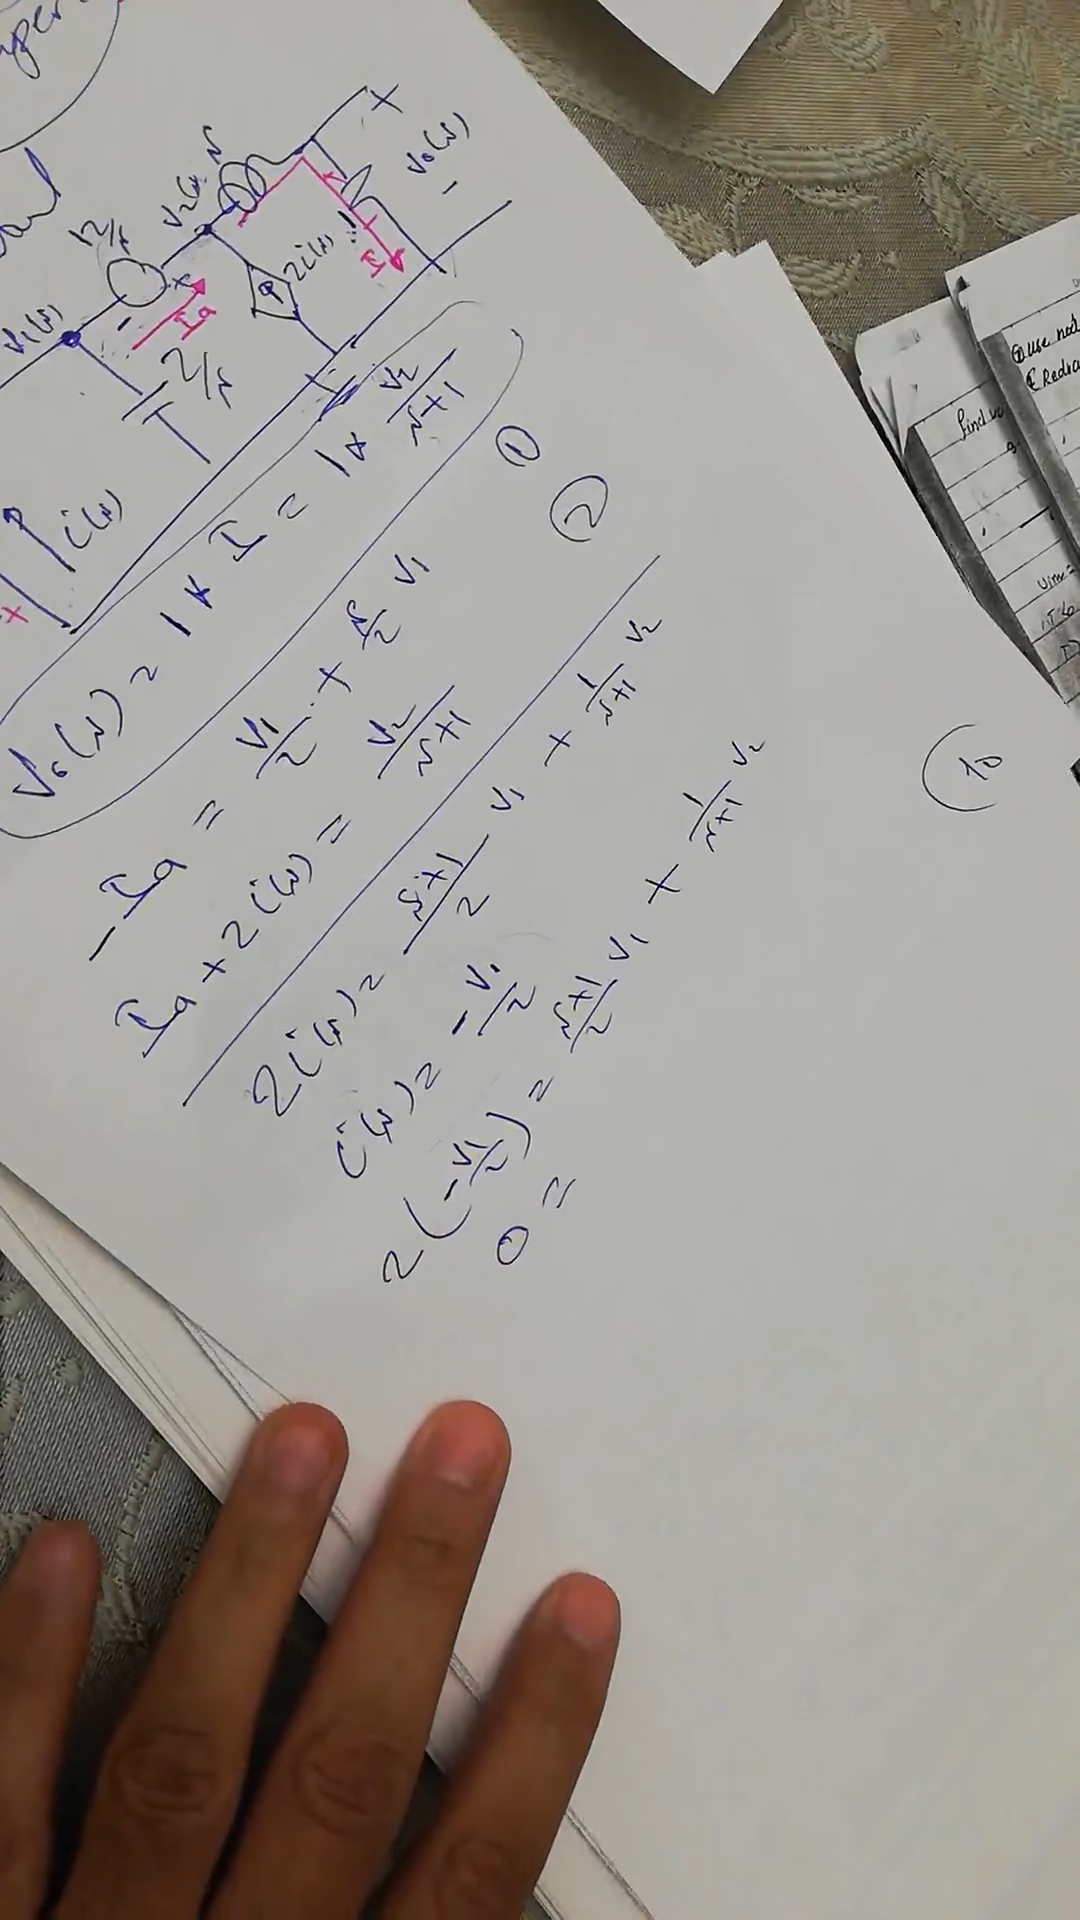 V₁(s)
12/s
V₂(s)
s
+
V₀(s)
-
2i(s)
I
Ia
2/s
i(s)
V₀(s) = 1 * I = 1 * V₂/(s+1)
-Ia = V₁/2 + s/2 V₁ ①
Ia + 2i(s) = V₂/(s+1) ②
2i(s) = (s+1)/2 V₁ + 1/(s+1) V₂
i(s) = -V₁/2
2(-V₁/2) = (s+1)/2 V₁ + 1/(s+1) V₂
0 =
10
Use
Redra
find vo